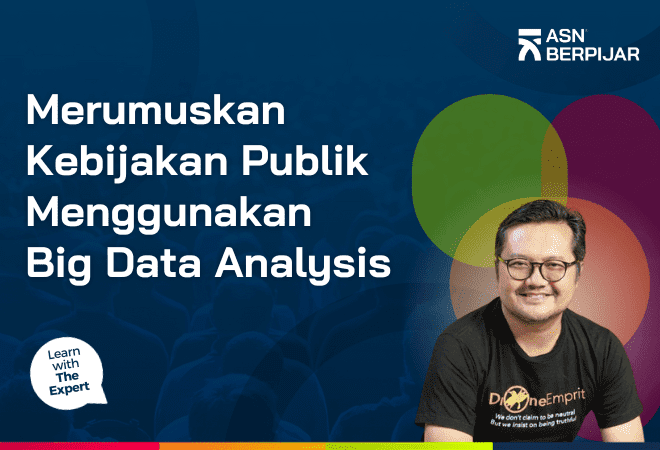 ASN
BERPIJAR
Merumuskan
Kebijakan Publik
Menggunakan
Big Data Analysis
Learn
with
The
Expert
DroneEmprit
We don't claim to be neutral
But we insist on being truthful